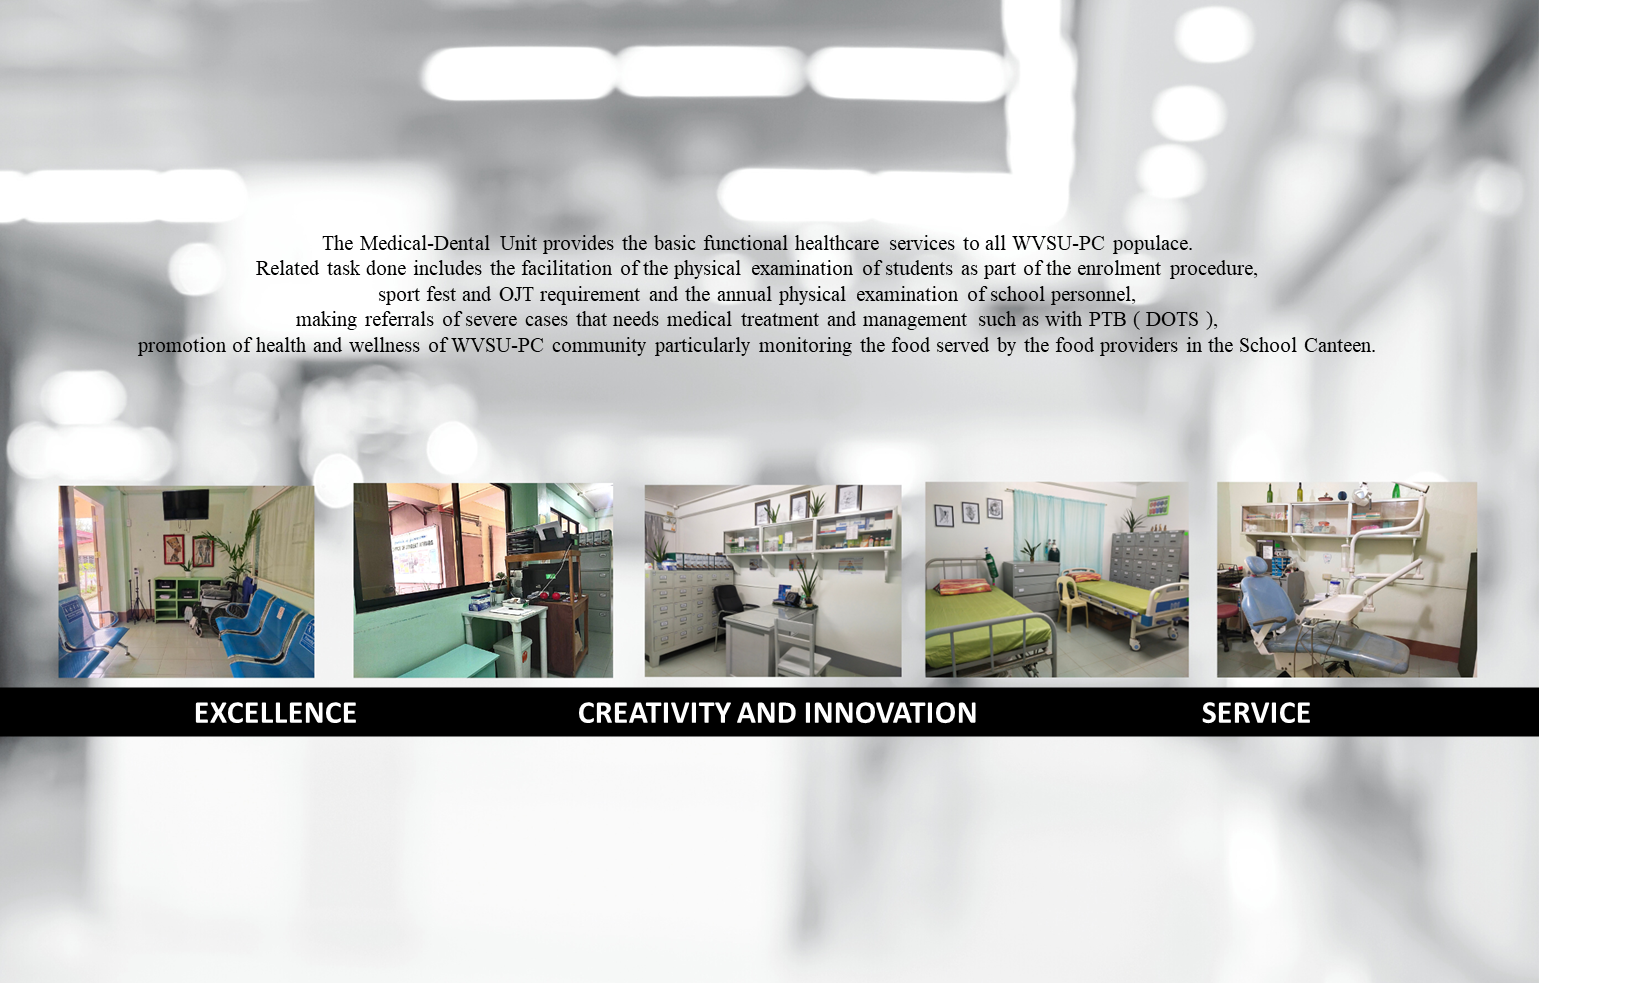 The Medical-Dental Unit provides the basic functional healthcare services to all WVSU-PC populace.
Related task done includes the facilitation of the physical examination of students as part of the enrolment procedure,
sport fest and OJT requirement and the annual physical examination of school personnel,
making referrals of severe cases that needs medical treatment and management such as with PTB ( DOTS ),
promotion of health and wellness of WVSU-PC community particularly monitoring the food served by the food providers in the School Canteen.
EXCELLENCE
CREATIVITY AND INNOVATION
SERVICE